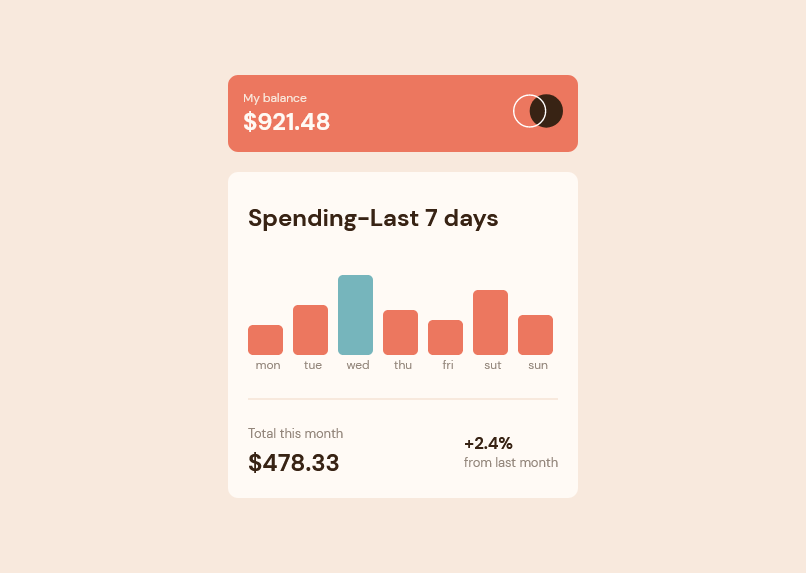 My balance
$921.48
Spending-Last 7 days
mon tue wed thu fri sut sun
Total this month
$478.33
+2.4%
from last month